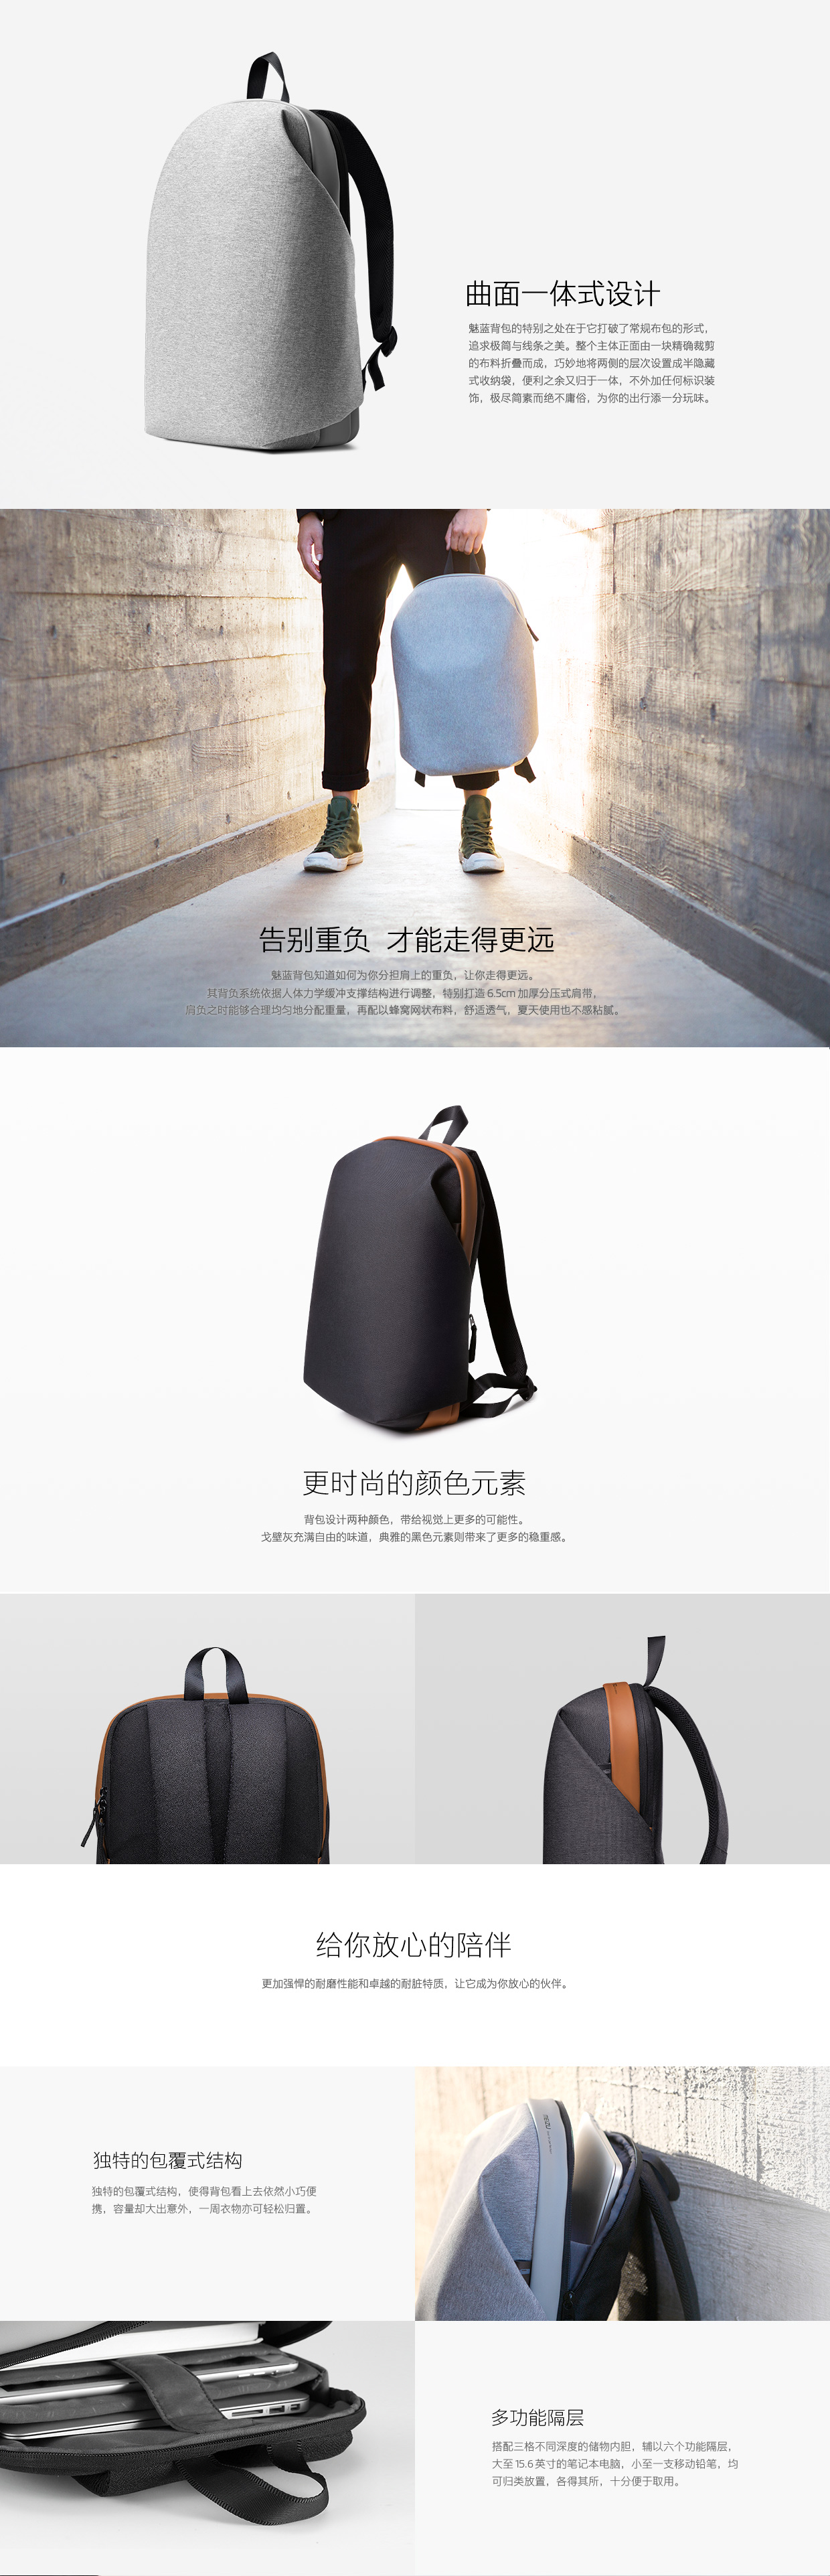 曲面一体式设计
魅蓝背包的特别之处在于它打破了常规布包的形式，
追求极简与线条之美。整个主体正面由一块精确裁剪
的布料折叠而成，巧妙地将两侧的层次设置成半隐藏
式收纳袋，便利之余又归于一体，不外加任何标识装
饰，极尽简素而绝不庸俗，为你的出行添一分玩味。
告别重负 才能走得更远
魅蓝背包知道如何为你分担肩上的重负，让你走得更远。
其背负系统依据人体力学缓冲支撑结构进行调整，特别打造 6.5cm 加厚分压式肩带，
肩负之时能够合理均匀地分配重量，再配以蜂窝网状布料，舒适透气，夏天使用也不感粘腻。
更时尚的颜色元素
背包设计两种颜色，带给视觉上更多的可能性。
戈壁灰充满自由的味道，典雅的黑色元素则带来了更多的稳重感。
给你放心的陪伴
更加强悍的耐磨性能和卓越的耐脏特质，让它成为你放心的伙伴。
独特的包覆式结构
独特的包覆式结构，使得背包看上去依然小巧便
携，容量却大出意外，一周衣物亦可轻松归置。
多功能隔层
搭配三格不同深度的储物内胆，辅以六个功能隔层，
大至 15.6 英寸的笔记本电脑，小至一支移动铅笔，均
可归类放置，各得其所，十分便于取用。